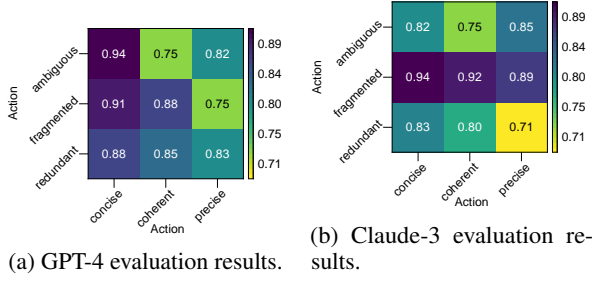 Action
ambiguous
fragmented
redundant
0.94 0.75 0.82
0.91 0.88 0.75
0.88 0.85 0.83
concise coherent precise
Action
0.89
0.84
0.80
0.75
0.71
(a) GPT-4 evaluation results.
Action
ambiguous
fragmented
redundant
0.82 0.75 0.85
0.94 0.92 0.89
0.83 0.80 0.71
concise coherent precise
Action
0.89
0.84
0.80
0.75
0.71
(b) Claude-3 evaluation re-
sults.